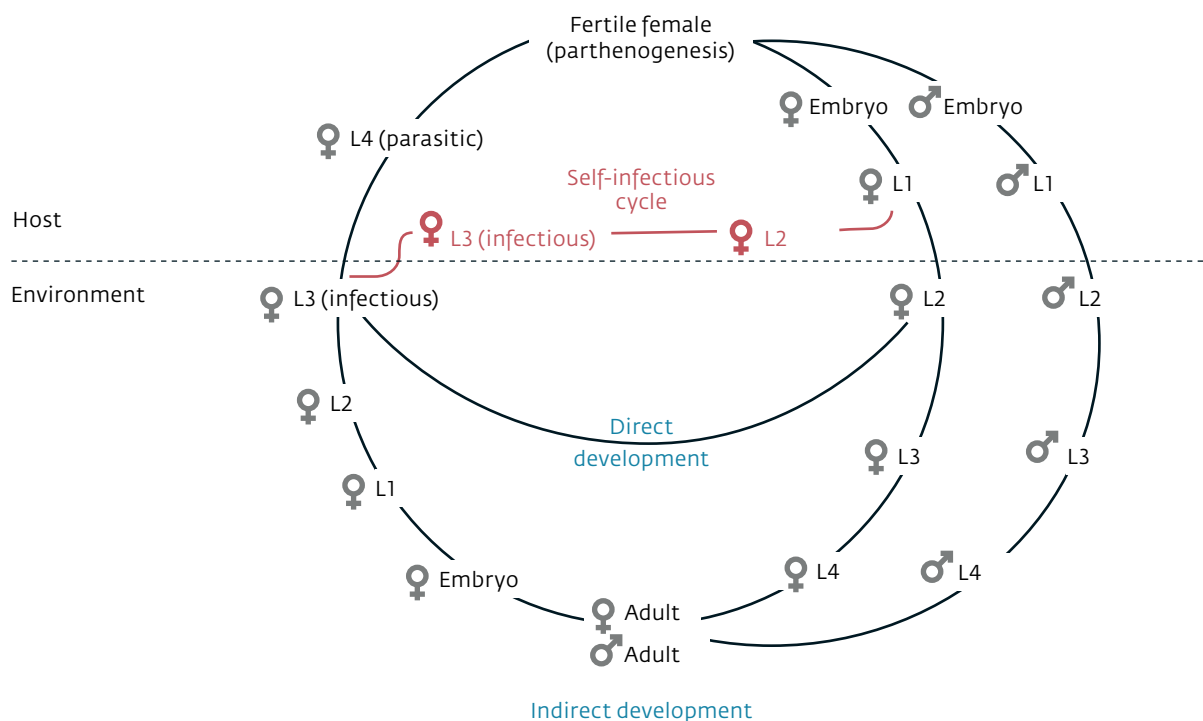 Fertile female
(parthenogenesis)
Embryo
Embryo
L4 (parasitic)
Self-infectious
cycle
L1
L1
Host
L3 (infectious)
L2
Environment
L3 (infectious)
L2
L2
L2
Direct
development
L3
L3
L1
Embryo
L4
L4
Adult
Adult
Indirect development